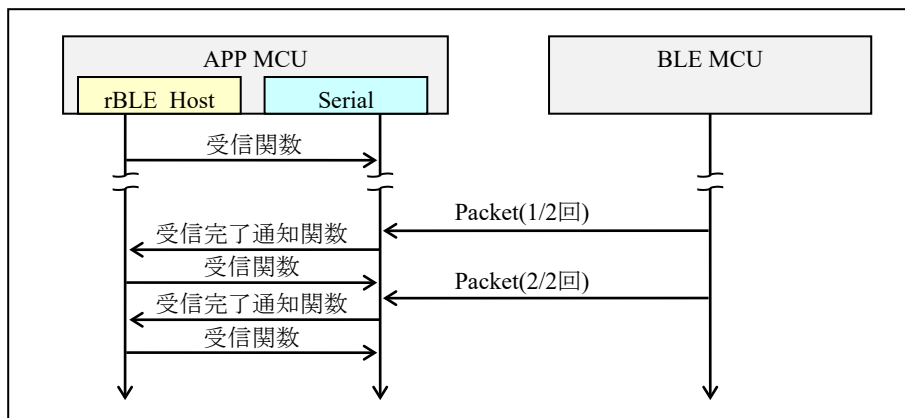 APP MCU
BLE MCU
rBLE_Host
Serial
受信関数
Packet(1/2回)
受信完了通知関数
受信関数
Packet(2/2回)
受信完了通知関数
受信関数